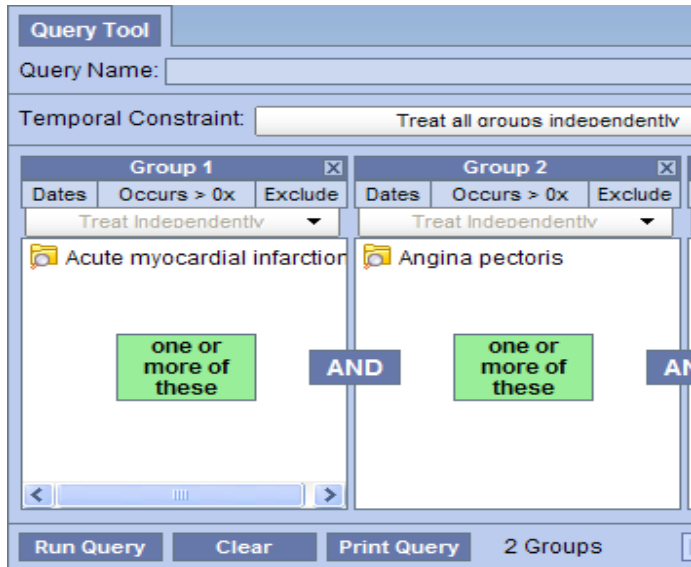 Query Tool
Query Name:
Temporal Constraint: Treat all groups independently
Group 1
Dates Occurs > 0x Exclude
Treat Independently
Acute myocardial infarction
one or
more of
these
AND
Group 2
Dates Occurs > 0x Exclude
Treat Independently
Angina pectoris
one or
more of
these
Run Query Clear Print Query 2 Groups